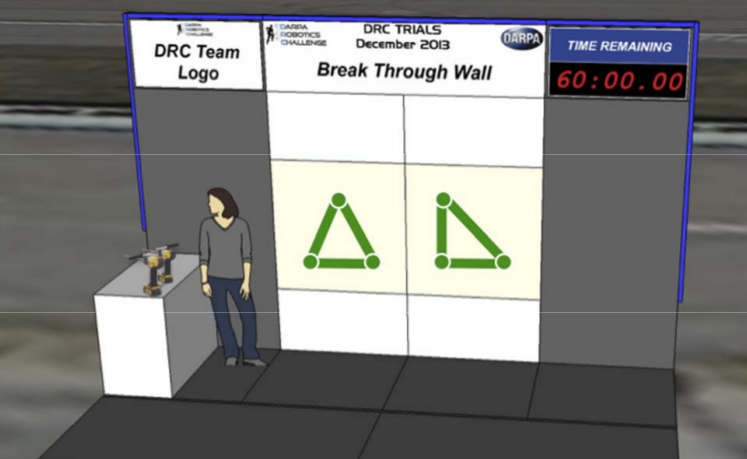 DARPA
ROBOTICS
CHALLENGE
DRC Team
Logo
DARPA
ROBOTICS
CHALLENGE
DRC TRIALS
December 2013
DARPA
Break Through Wall
TIME REMAINING
60:00.00